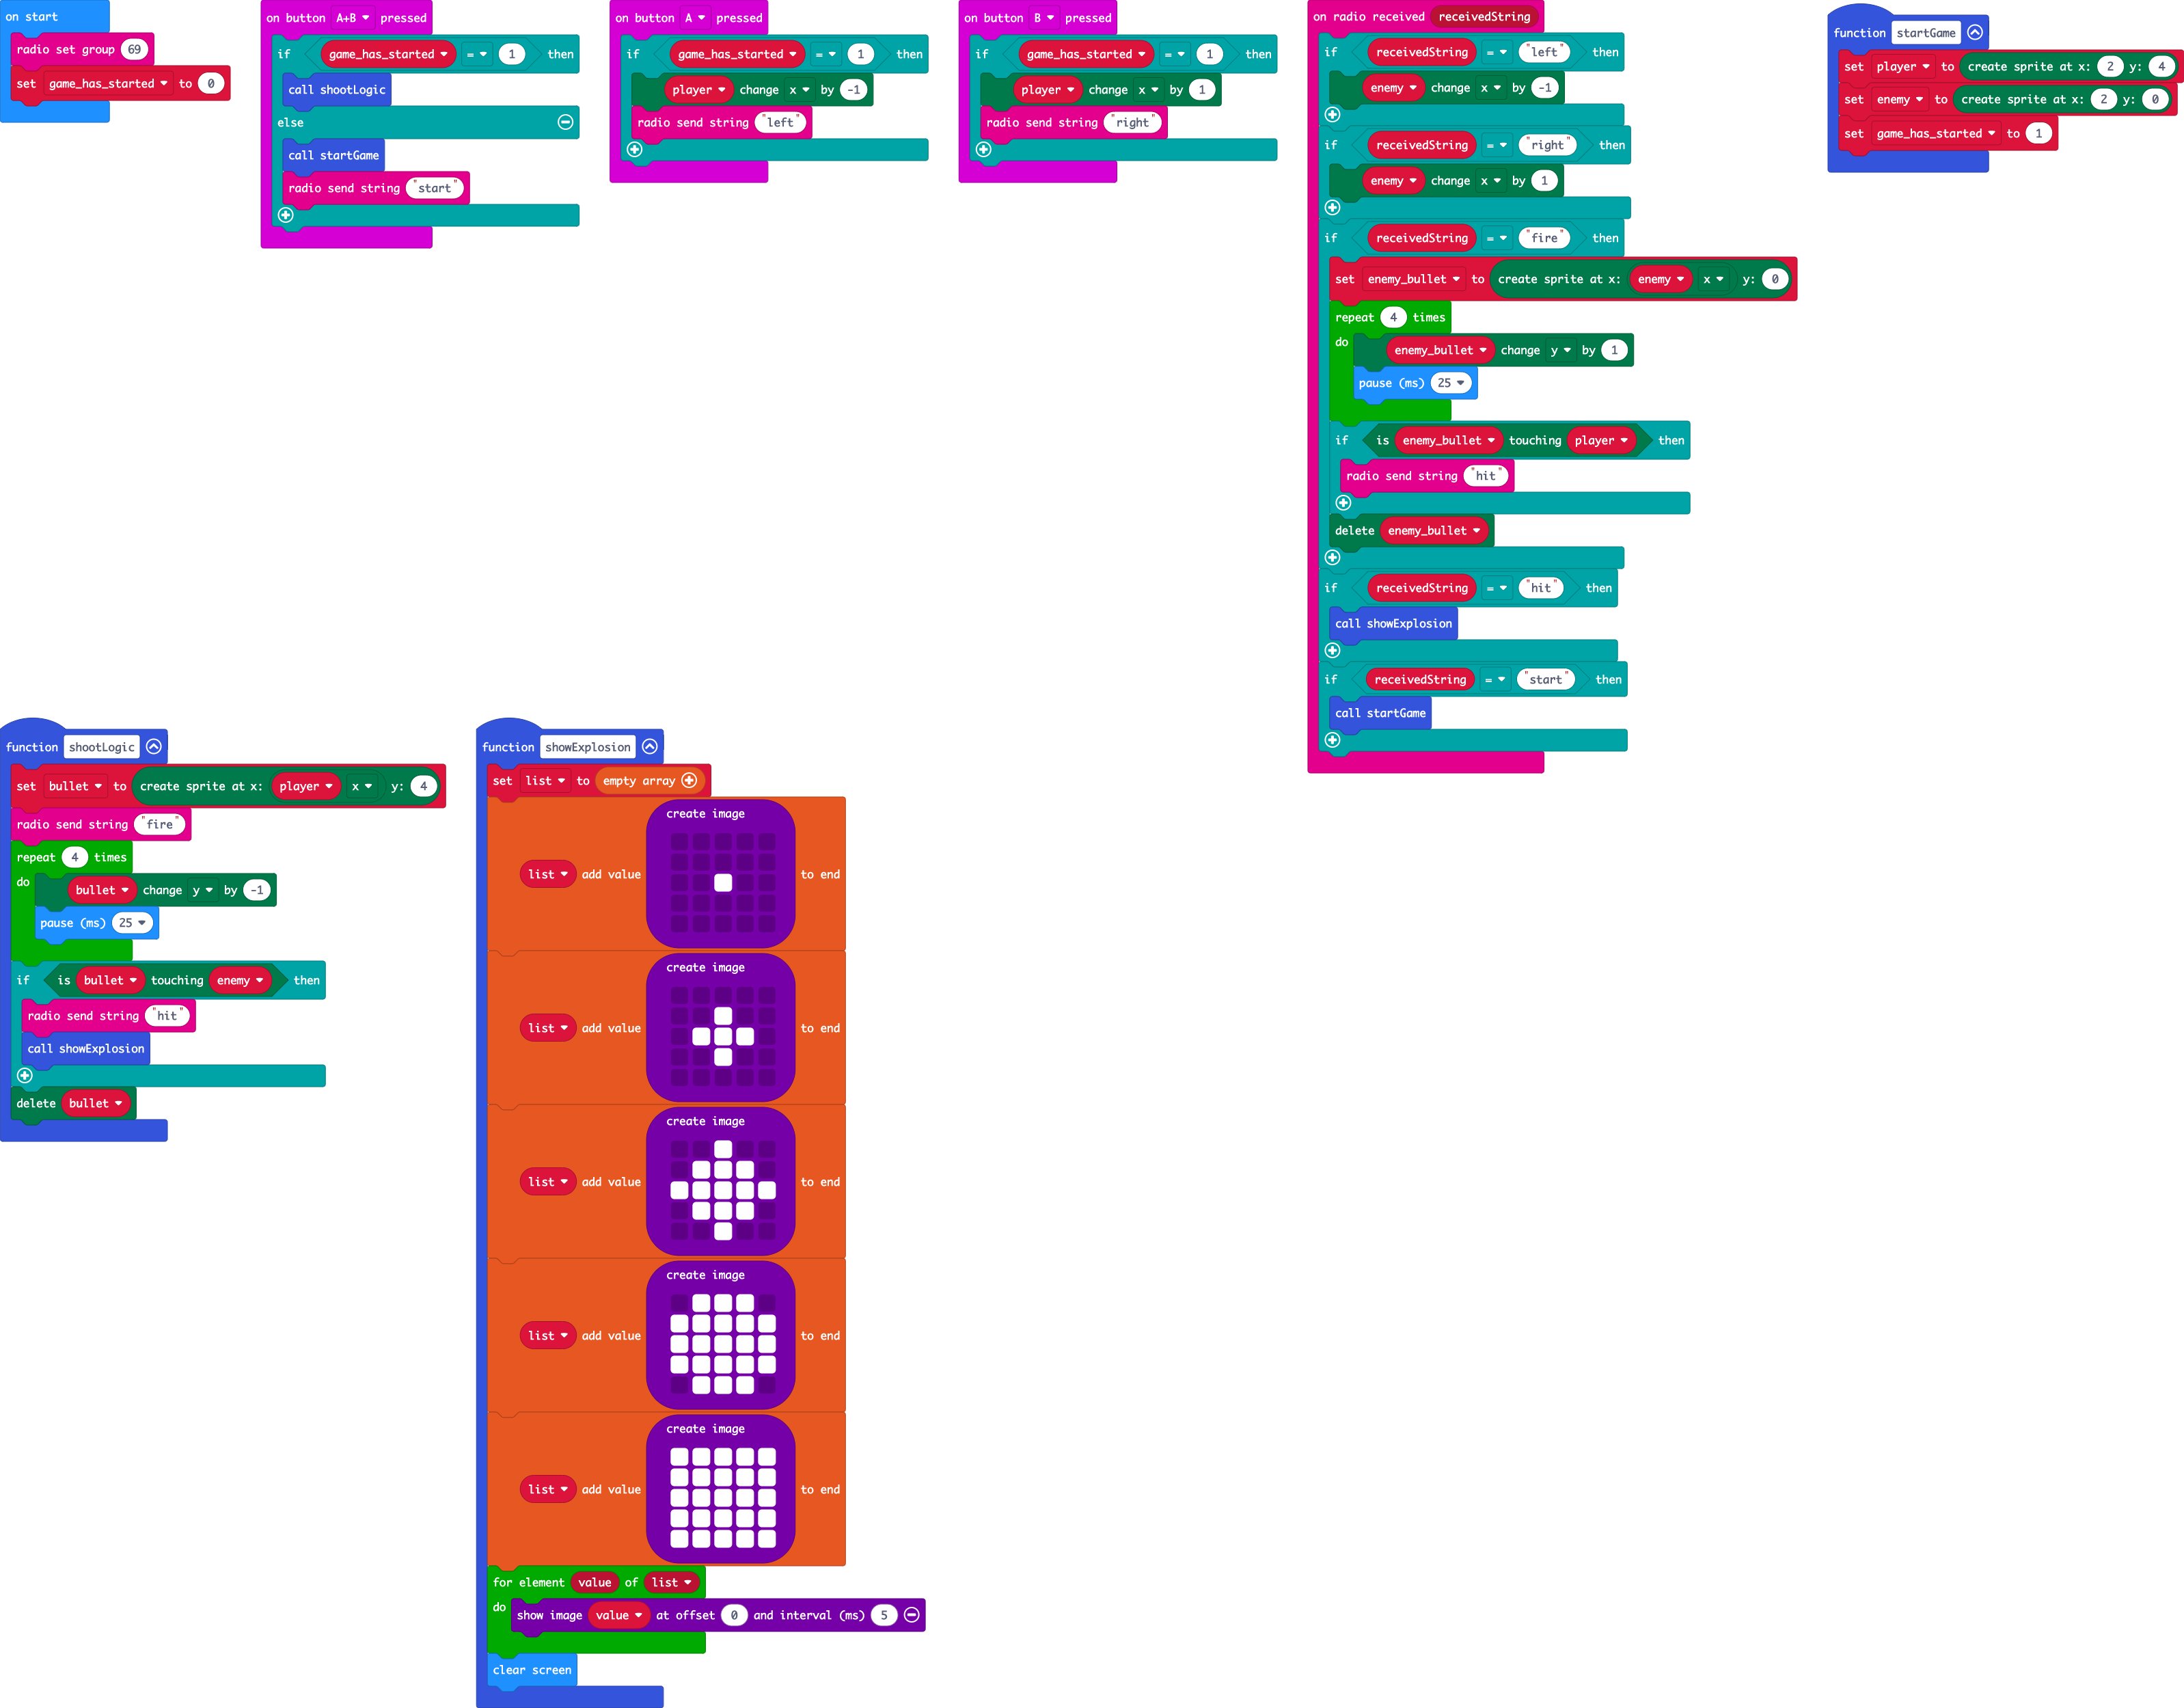 on start
radio set group 69
set game_has_started to 0
on button A+B pressed
if game_has_started = 1 then
call shootLogic
else
call startGame
radio send string "start"
on button A pressed
if game_has_started = 1 then
player change x by -1
radio send string "left"
on button B pressed
if game_has_started = 1 then
player change x by 1
radio send string "right"
on radio received receivedString
if receivedString = "left" then
enemy change x by -1
if receivedString = "right" then
enemy change x by 1
if receivedString = "fire" then
set enemy_bullet to create sprite at x: enemy x y: 0
repeat 4 times
do enemy_bullet change y by 1
pause (ms) 25
if is enemy_bullet touching player then
radio send string "hit"
delete enemy_bullet
if receivedString = "hit" then
call showExplosion
if receivedString = "start" then
call startGame
function startGame
set player to create sprite at x: 2 y: 4
set enemy to create sprite at x: 2 y: 0
set game_has_started to 1
function shootLogic
set bullet to create sprite at x: player x y: 4
radio send string "fire"
repeat 4 times
do bullet change y by -1
pause (ms) 25
if is bullet touching enemy then
radio send string "hit"
call showExplosion
delete bullet
function showExplosion
set list to empty array
create image
list add value to end
create image
list add value to end
create image
list add value to end
create image
list add value to end
create image
list add value to end
for element value of list
do show image value at offset 0 and interval (ms) 5
clear screen